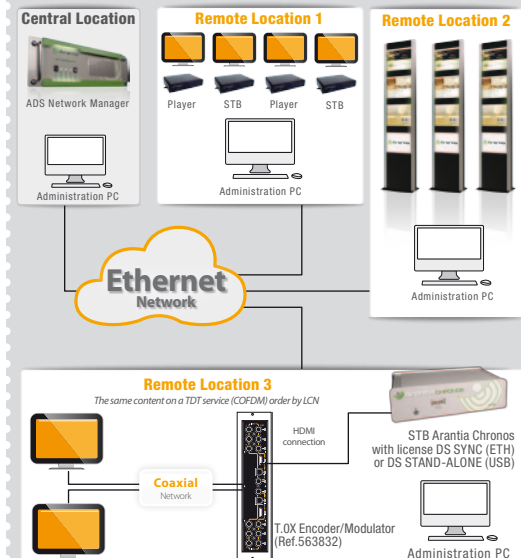 Central Location
ADS Network Manager
Administration PC
Remote Location 1
Player
STB
Player
STB
Administration PC
Remote Location 2
Administration PC
Ethernet
Network
Remote Location 3
The same content on a TDT service (COFDM) order by LCN
Coaxial
Network
HDMI
connection
T.0X Encoder/Modulator
(Ref.563832)
STB Arantia Chronos
with license DS SYNC (ETH)
or DS STAND-ALONE (USB)
Administration PC